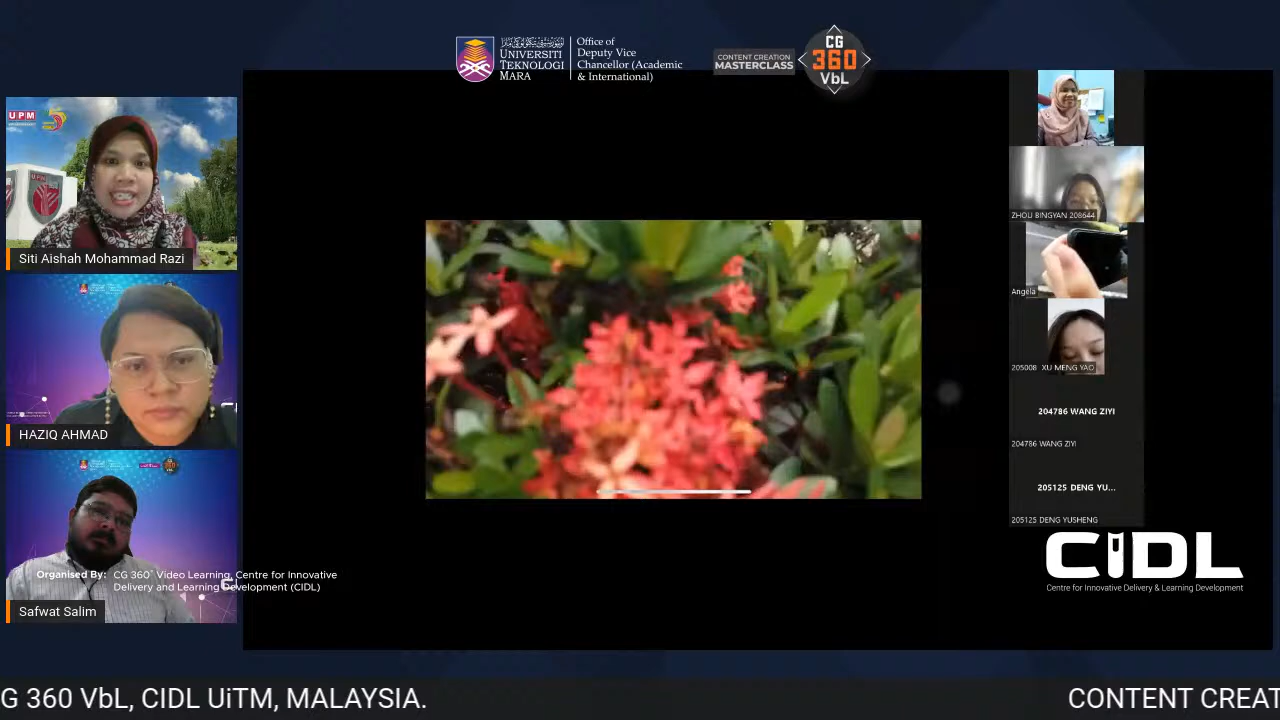 UNIVERSITI
TEKNOLOGI
MARA
Office of
Deputy Vice
Chancellor (Academic
& International)
CONTENT CREATION
MASTERCLASS
CG
360
VbL
UPM
UPM
Siti Aishah Mohammad Razi
HAZIQ AHMAD
Organised By: CG 360° Video Learning, Centre for Innovative
Delivery and Learning Development (CIDL)
Safwat Salim
ZHOU BINGYAN 208644
Angela
205008 XU MENG YAO
204786 WANG ZIYI
204786 WANG ZIYI
205125 DENG YU...
205125 DENG YUSHENG
CIDL
Centre for Innovative Delivery & Learning Development
G 360 VbL, CIDL UiTM, MALAYSIA.
CONTENT CREAT